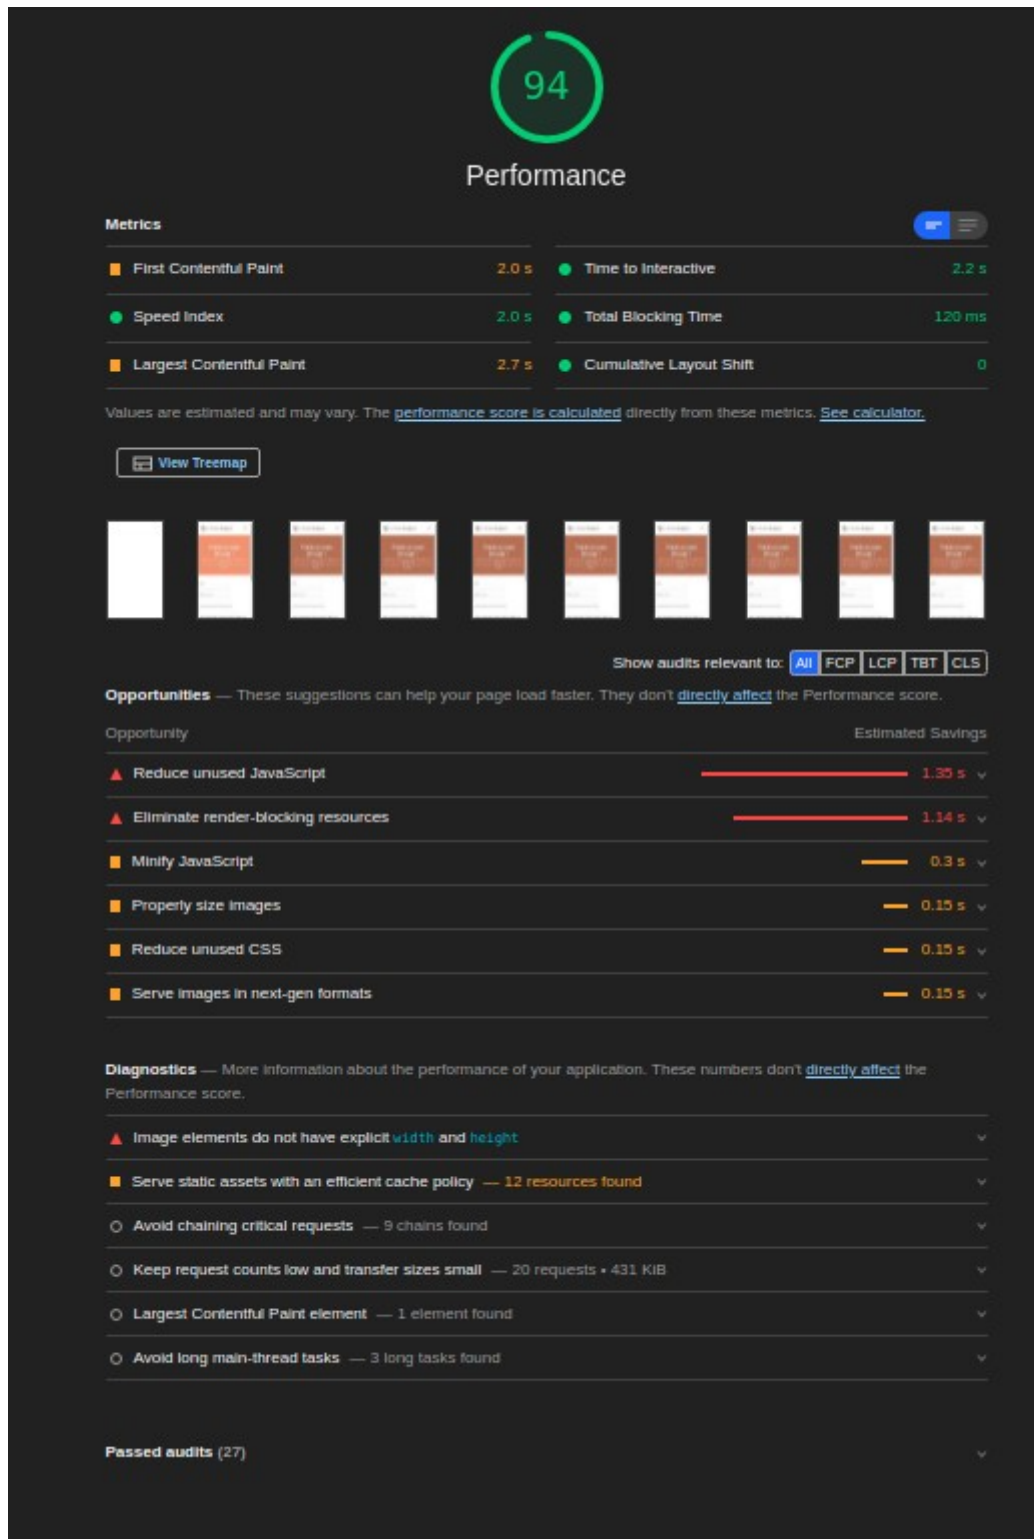 94
Performance
Metrics
First Contentful Paint 2.0 s
Time to Interactive 2.2 s
Speed Index 2.0 s
Total Blocking Time 120 ms
Largest Contentful Paint 2.7 s
Cumulative Layout Shift 0
Values are estimated and may vary. The performance score is calculated directly from these metrics. See calculator.
View Treemap
Show audits relevant to: All FCP LCP TBT CLS
Opportunities — These suggestions can help your page load faster. They don't directly affect the Performance score.
Opportunity Estimated Savings
Reduce unused JavaScript 1.35 s
Eliminate render-blocking resources 1.14 s
Minify JavaScript 0.3 s
Properly size images 0.15 s
Reduce unused CSS 0.15 s
Serve images in next-gen formats 0.15 s
Diagnostics — More information about the performance of your application. These numbers don't directly affect the
Performance score.
Image elements do not have explicit width and height
Serve static assets with an efficient cache policy — 12 resources found
Avoid chaining critical requests — 9 chains found
Keep request counts low and transfer sizes small — 20 requests • 431 KiB
Largest Contentful Paint element — 1 element found
Avoid long main-thread tasks — 3 long tasks found
Passed audits (27)